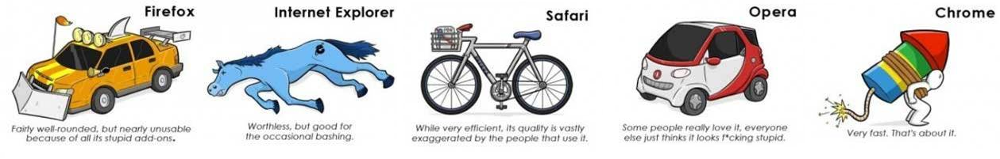 Firefox
Fairly well-rounded, but nearly unusable
because of all its stupid add-ons.
Internet Explorer
Worthless, but good for
the occasional bashing.
Safari
While very efficient, its quality is vastly
exaggerated by the people that use it.
Opera
Some people really love it, everyone
else just thinks it looks f*cking stupid.
Chrome
Very fast. That's about it.